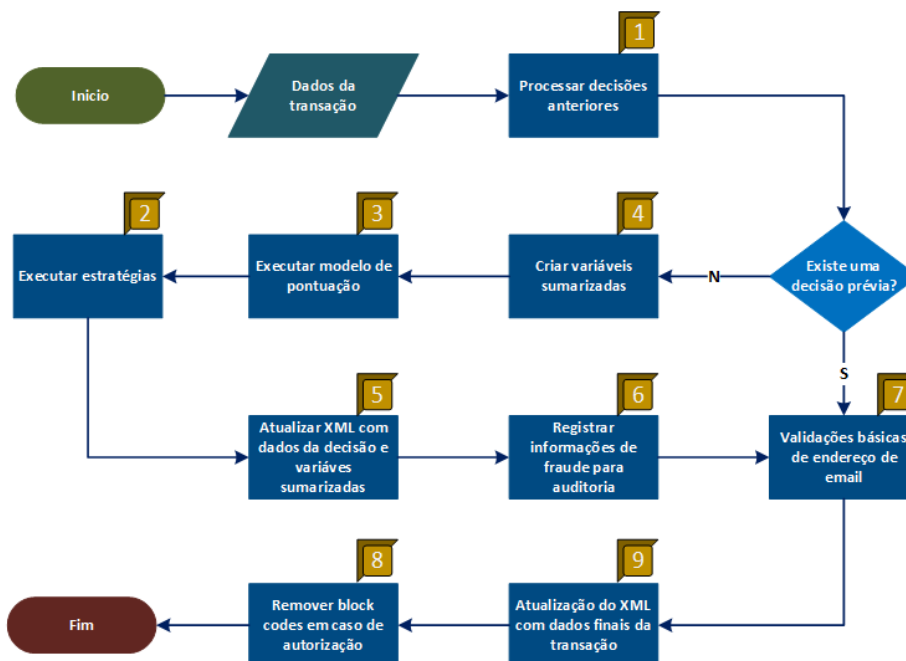 1
Inicio
Dados da
transação
Processar decisões
anteriores
2
3
4
Executar estratégias
Executar modelo de
pontuação
Criar variáveis
sumarizadas
N
Existe uma
decisão prévia?
S
5
6
7
Atualizar XML com
dados da decisão e
variáves
sumarizadas
Registrar
informações de
fraude para
auditoria
Validações básicas
de endereço de
email
8
9
Fim
Remover block
codes em caso de
autorização
Atualização do XML
com dados finais da
transação